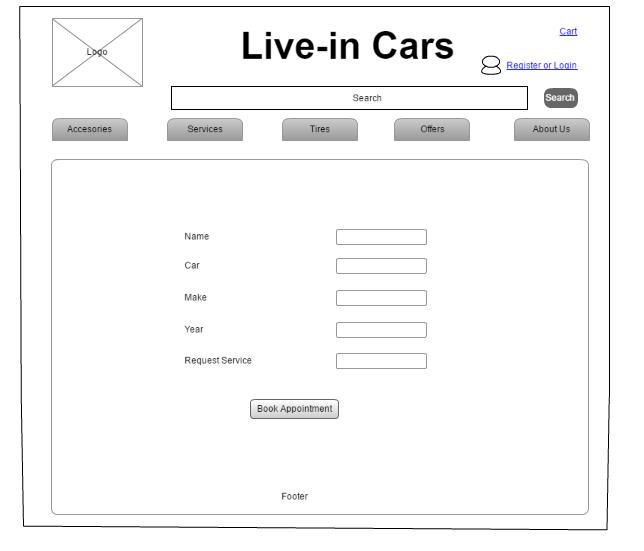 Logo
Live-in Cars
Cart
Register or Login
Search
Search
Accesories
Services
Tires
Offers
About Us
Name
Car
Make
Year
Request Service
Book Appointment
Footer